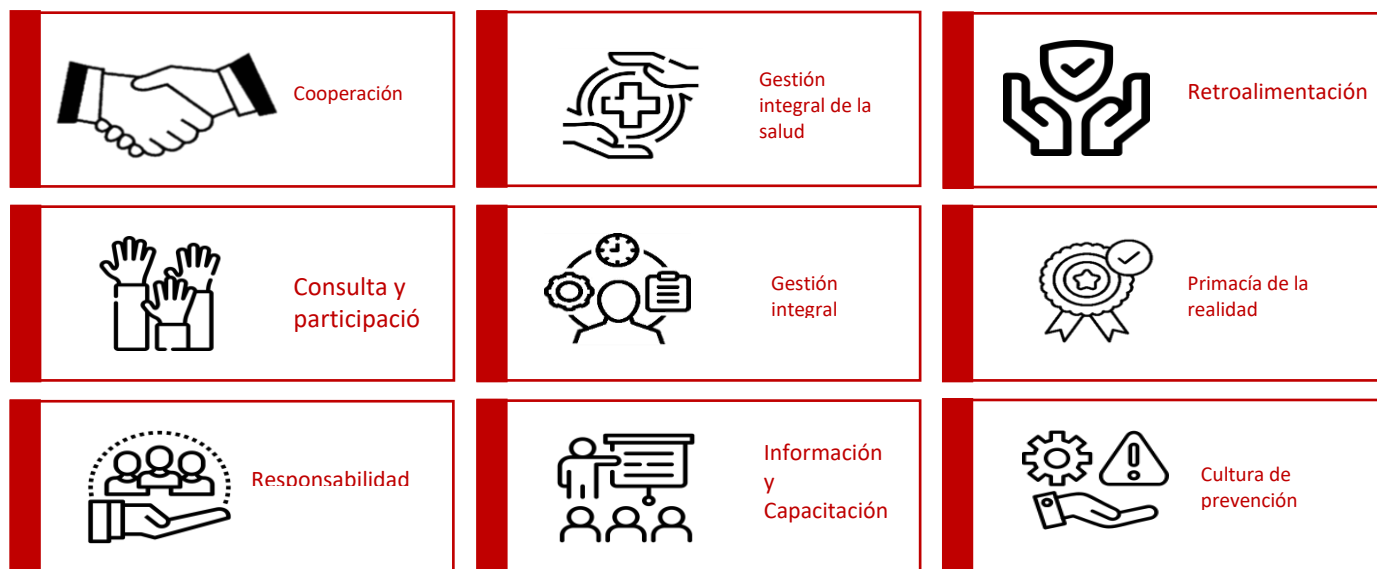 Cooperación
Gestión
integral de la
salud
Retroalimentación
Consulta y
participació
Gestión
integral
Primacía de la
realidad
Responsabilidad
Información
y
Capacitación
Cultura de
prevención